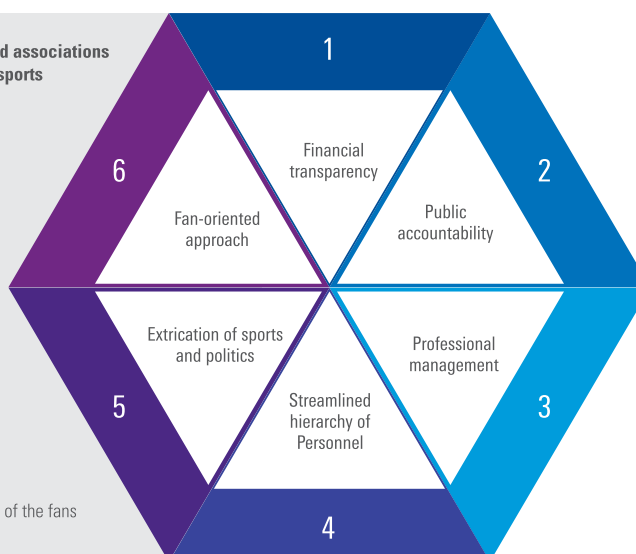 d associations
sports
1
Financial
transparency
2
Public
accountability
3
Professional
management
4
Streamlined
hierarchy of
Personnel
5
Extrication of sports
and politics
6
Fan-oriented
approach
of the fans